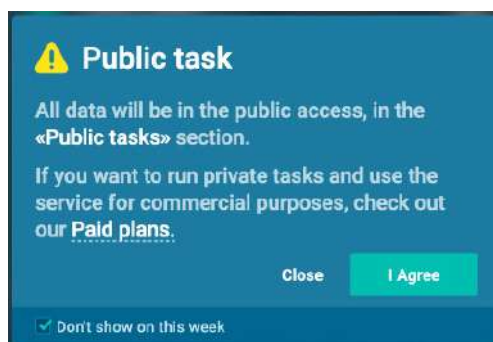 Public task
All data will be in the public access, in the
«Public tasks» section.
If you want to run private tasks and use the
service for commercial purposes, check out
our Paid plans.
Close
I Agree
Don't show on this week